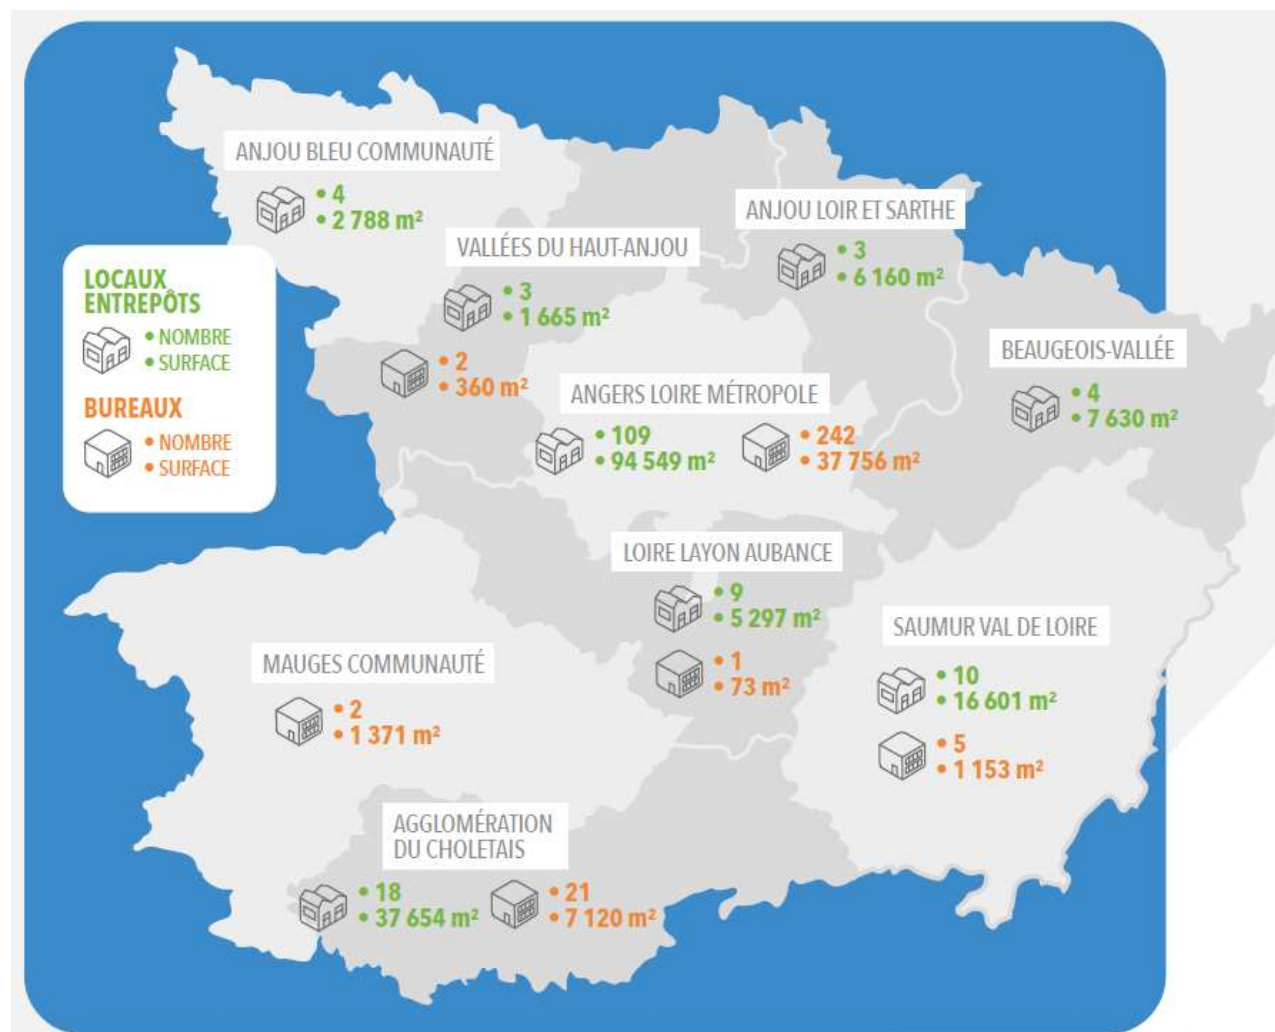 ANJOU BLEU COMMUNAUTÉ
• 4
• 2 788 m²
ANJOU LOIR ET SARTHE
• 3
• 6 160 m²
VALLÉES DU HAUT-ANJOU
• 3
• 1 665 m²
• 2
• 360 m²
LOCAUX
ENTREPÔTS
• NOMBRE
• SURFACE
BUREAUX
• NOMBRE
• SURFACE
BEAUGEOIS-VALLÉE
• 4
• 7 630 m²
ANGERS LOIRE MÉTROPOLE
• 109
• 94 549 m²
• 242
• 37 756 m²
LOIRE LAYON AUBANCE
• 9
• 5 297 m²
• 1
• 73 m²
SAUMUR VAL DE LOIRE
• 10
• 16 601 m²
• 5
• 1 153 m²
MAUGES COMMUNAUTÉ
• 2
• 1 371 m²
AGGLOMÉRATION
DU CHOLETAIS
• 18
• 37 654 m²
• 21
• 7 120 m²